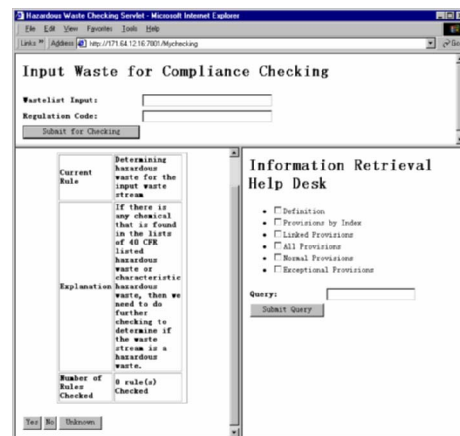 Hazardous Waste Checking Servlet - Microsoft Internet Explorer
File Edit View Favorites Tools Help
Links Address http://171.64.12.16:7001/Mychecking Go
Input Waste for Compliance Checking
Wastelist Input:
Regulation Code:
Submit for Checking
Current Rule
Determining
hazardous
waste for the
input waste
stream
Explanation
If there is
any chemical
that is found
in the lists
of 40 CFR
listed
hazardous
waste or
characteristic
hazardous
waste, then we
need to do
further
checking to
determine if
the waste
stream is a
hazardous
waste.
Number of
Rules
Checked
0 rule(s)
Checked
Yes No Unknown
Information Retrieval
Help Desk
Definition
Provisions by Index
Linked Provisions
All Provisions
Normal Provisions
Exceptional Provisions
Query:
Submit Query